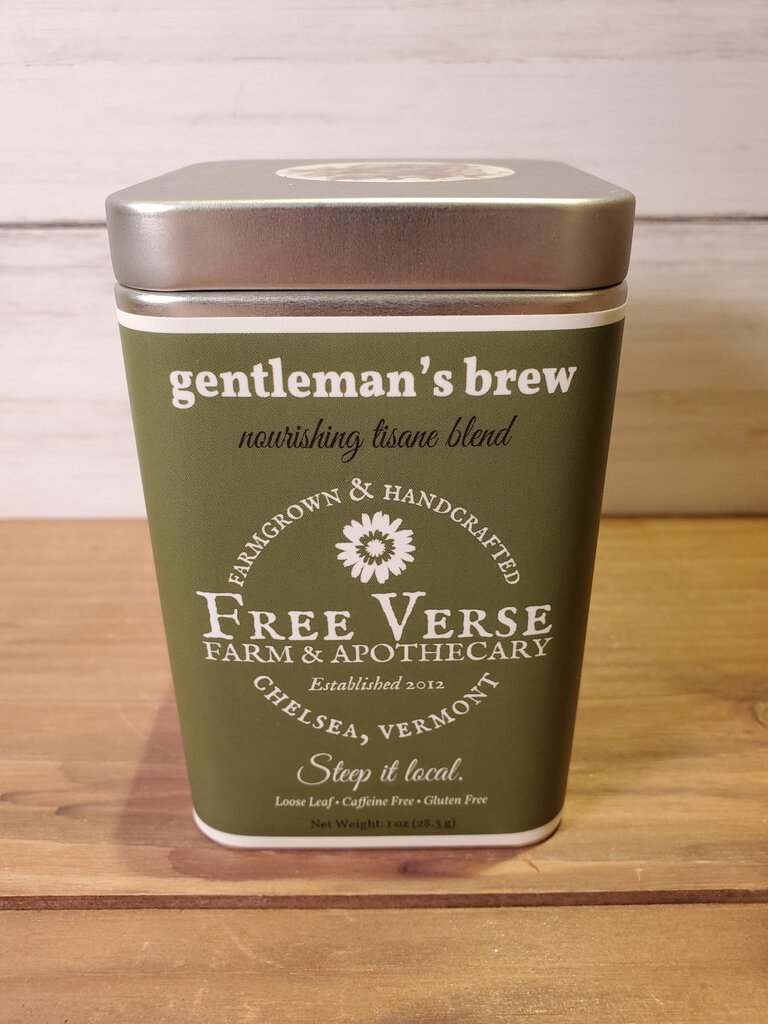 gentleman's brew
nourishing tisane blend
FARMGROWN & HANDCRAFTED
FREE VERSE
FARM & APOTHECARY
Established 2012
CHELSEA, VERMONT
Steep it local.
Loose Leaf • Caffeine Free • Gluten Free
Net Weight: 1 oz (28.3 g)